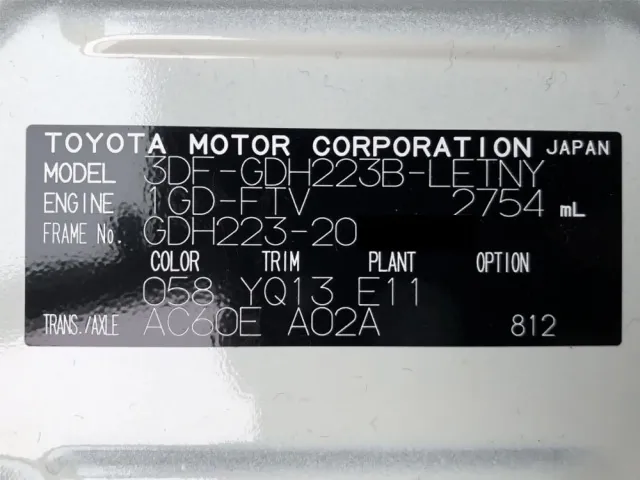 TOYOTA MOTOR CORPORATION JAPAN
MODEL 3DF-GDH223B-LETNY
ENGINE 1GD-FTV 2754 mL
FRAME No. GDH223-20
COLOR TRIM PLANT OPTION
058 YQ13 E11
TRANS./AXLE AC60E A02A 812